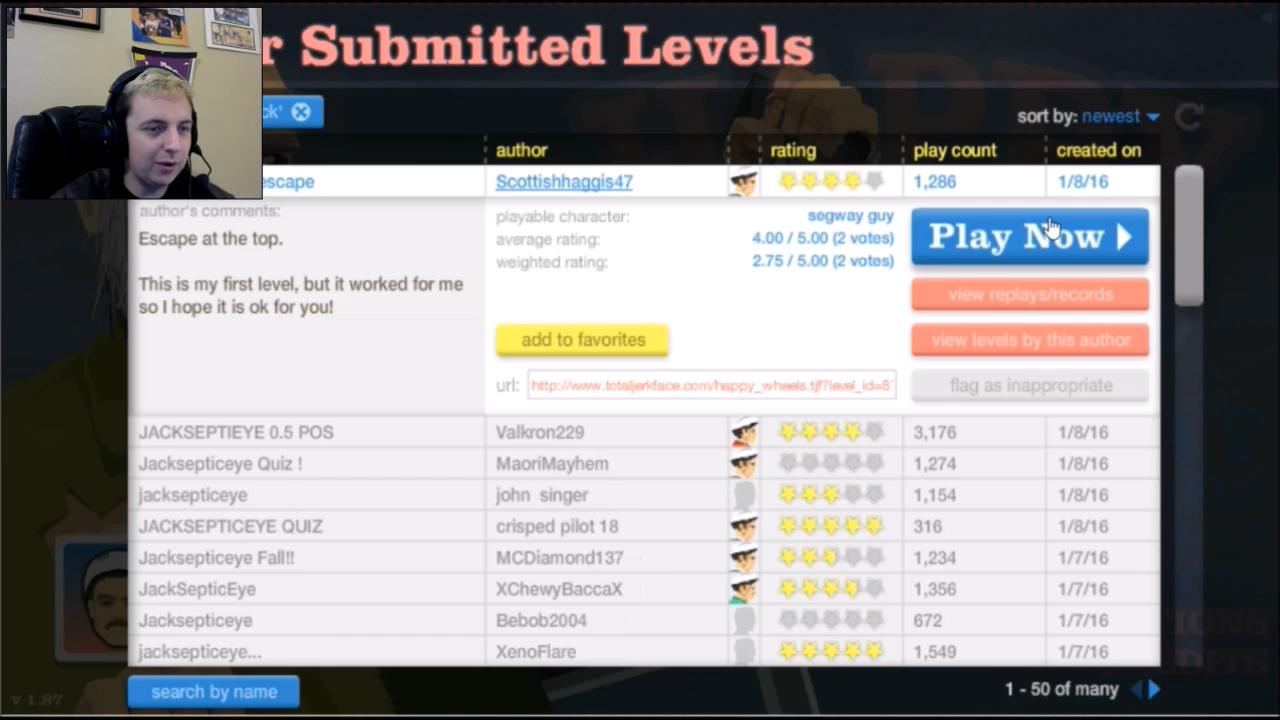 r Submitted Levels
ck'
sort by: newest
author rating play count created on
escape Scottishhaggis47 1,286 1/8/16
author's comments:
Escape at the top.
This is my first level, but it worked for me
so I hope it is ok for you!
playable character: segway guy
average rating: 4.00 / 5.00 (2 votes)
weighted rating: 2.75 / 5.00 (2 votes)
Play Now
view replays/records
add to favorites
view levels by this author
url: http://www.totaljerkface.com/happy_wheels.tjf?level_id=8
flag as inappropriate
JACKSEPTIEYE 0.5 POS Valkron229 3,176 1/8/16
Jacksepticeye Quiz ! MaoriMayhem 1,274 1/8/16
jacksepticeye john singer 1,154 1/8/16
JACKSEPTICEYE QUIZ crisped pilot 18 316 1/8/16
Jacksepticeye Fall!! MCDiamond137 1,234 1/7/16
JackSepticEye XChewyBaccaX 1,356 1/7/16
Jacksepticeye Bebob2004 672 1/7/16
jacksepticeye... XenoFlare 1,549 1/7/16
v 1.87
search by name
1 - 50 of many